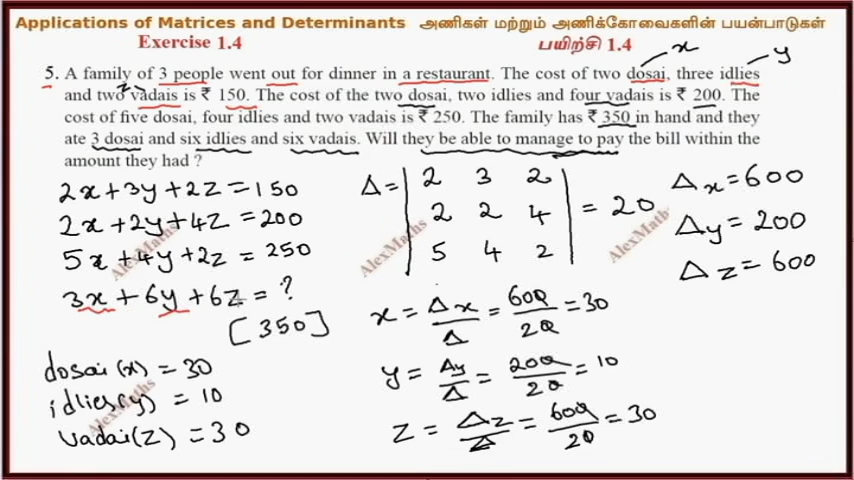 Applications of Matrices and Determinants அணிகள் மற்றும் அணிக்கோவைகளின் பயன்பாடுகள்
Exercise 1.4 பயிற்சி 1.4
x y
5. A family of 3 people went out for dinner in a restaurant. The cost of two dosai, three idlies
z
and two vadais is ₹ 150. The cost of the two dosai, two idlies and four vadais is ₹ 200. The
cost of five dosai, four idlies and two vadais is ₹ 250. The family has ₹ 350 in hand and they
ate 3 dosai and six idlies and six vadais. Will they be able to manage to pay the bill within the
amount they had ?
2x+3y+2z=150
2x+2y+4z=200
5x+4y+2z=250
3x+6y+6z=?
[350]
dosai(x)=30
idlies(y)=10
vadai(z)=30
Δ= | 2 3 2 |
| 2 2 4 | = 20
| 5 4 2 |
Δx=600
Δy=200
Δz=600
x = Δx/Δ = 600/20 = 30
y = Δy/Δ = 200/20 = 10
z = Δz/Δ = 600/20 = 30
AlexMaths
AlexMaths
AlexMaths
AlexMaths